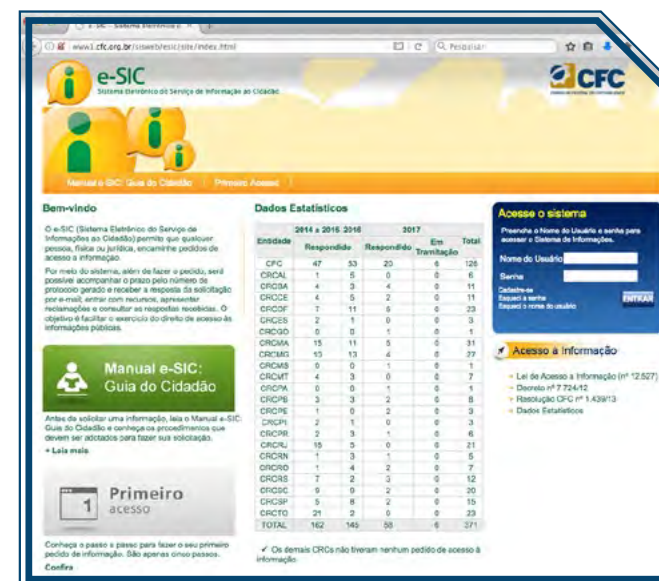 e-SIC - Sistema Eletrônico d
www1.cfc.org.br/sisweb/esic/site/index.html
Pesquisar
e-SIC
Sistema Eletrônico do Serviço de Informação ao Cidadão
CFC
CONSELHO FEDERAL DE CONTABILIDADE
Manual e-SIC: Guia do Cidadão
Primeiro Acesso
Bem-vindo
O e-SIC (Sistema Eletrônico do Serviço de
Informações ao Cidadão) permite que qualquer
pessoa, física ou jurídica, encaminhe pedidos de
acesso a informação.
Por meio do sistema, além de fazer o pedido, será
possível acompanhar o prazo pelo número de
protocolo gerado e receber a resposta da solicitação
por e-mail, entrar com recursos, apresentar
reclamações e consultar as respostas recebidas. O
objetivo é facilitar o exercício do direito de acesso às
informações públicas.
Manual e-SIC:
Guia do Cidadão
Antes de solicitar uma informação, leia o Manual e-SIC:
Guia do Cidadão e conheça os procedimentos que
devem ser adotados para fazer sua solicitação.
+ Leia mais
1
Primeiro
acesso
Conheça o passo a passo para fazer o seu primeiro
pedido de informação. São apenas cinco passos.
Confira
Dados Estatísticos
2014 a 2015 2016 2017
Entidade Respondido Respondido Em Tramitação Total
CFC 47 53 20 6 126
CRCAL 1 5 0 0 6
CRCBA 4 3 4 0 11
CRCCE 4 5 2 0 11
CRCDF 7 11 5 0 23
CRCES 2 1 0 0 3
CRCGO 0 0 1 0 1
CRCMA 15 11 5 0 31
CRCMG 10 13 4 0 27
CRCMS 0 0 1 0 1
CRCMT 4 3 0 0 7
CRCPA 0 0 1 0 1
CRCPB 3 3 2 0 8
CRCPE 1 0 2 0 3
CRCPI 2 1 0 0 3
CRCPR 2 3 1 0 6
CRCRJ 16 5 0 0 21
CRCRN 1 3 1 0 5
CRCRO 1 4 2 0 7
CRCRS 7 2 3 0 12
CRCSC 9 9 2 0 20
CRCSP 5 8 2 0 15
CRCTO 21 2 0 0 23
TOTAL 162 145 58 6 371
✓ Os demais CRCs não tiveram nenhum pedido de acesso à
informação.
Acesse o sistema
Preencha o Nome do Usuário e senha para
acessar o Sistema de Informações.
Nome do Usuário
Senha
Cadastre-se
Esqueci a senha
Esqueci o nome do usuário
ENTRAR
Acesso à Informação
Lei de Acesso a Informação (nº 12.527)
Decreto nº 7.724/12
Resolução CFC nº 1.439/13
Dados Estatísticos